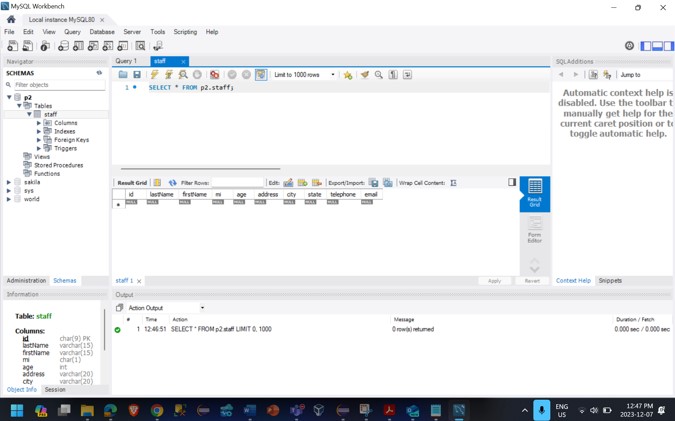 MySQL Workbench
Local instance MySQL80
File Edit View Query Database Server Tools Scripting Help
Navigator
SCHEMAS
Filter objects
p2
Tables
staff
Columns
Indexes
Foreign Keys
Triggers
Views
Stored Procedures
Functions
sakila
sys
world
Administration Schemas
Information
Table: staff
Columns:
id char(9) PK
lastName varchar(15)
firstName varchar(15)
mi char(1)
age int
address varchar(20)
city varchar(20)
Object Info Session
Query 1 staff
Limit to 1000 rows
1 SELECT * FROM p2.staff;
Result Grid Filter Rows: Edit: Export/Import: Wrap Cell Content:
id lastName firstName mi age address city state telephone email
NULL NULL NULL NULL NULL NULL NULL NULL NULL NULL
Result Grid
Form Editor
staff 1 Apply Revert
Output
Action Output
# Time Action Message Duration / Fetch
1 12:46:51 SELECT * FROM p2.staff LIMIT 0, 1000 0 row(s) returned 0.000 sec / 0.000 sec
SQLAdditions
Jump to
Automatic context help is
disabled. Use the toolbar t
manually get help for the
current caret position or to
toggle automatic help.
Context Help Snippets
ENG
US
12:47 PM
2023-12-07